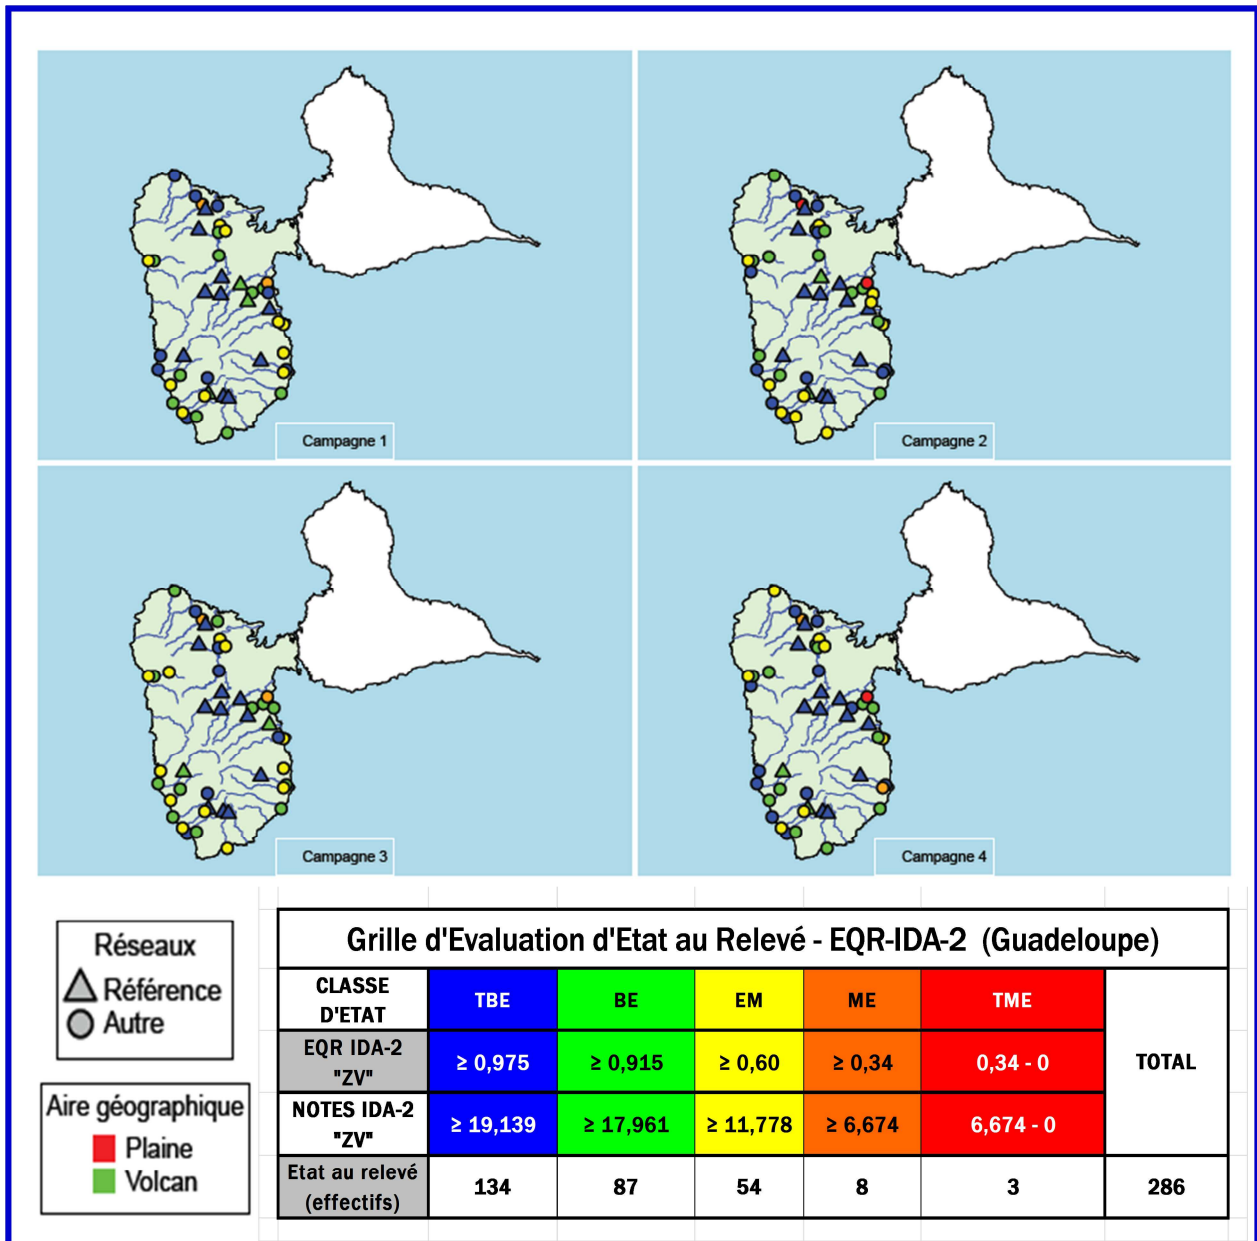 Campagne 1
Campagne 2
Campagne 3
Campagne 4
Réseaux
Référence
Autre
Aire géographique
Plaine
Volcan
Grille d'Evaluation d'Etat au Relevé - EQR-IDA-2 (Guadeloupe)
CLASSE D'ETAT TBE BE EM ME TME TOTAL
EQR IDA-2 "ZV" ≥ 0,975 ≥ 0,915 ≥ 0,60 ≥ 0,34 0,34 - 0
NOTES IDA-2 "ZV" ≥ 19,139 ≥ 17,961 ≥ 11,778 ≥ 6,674 6,674 - 0
Etat au relevé (effectifs) 134 87 54 8 3 286